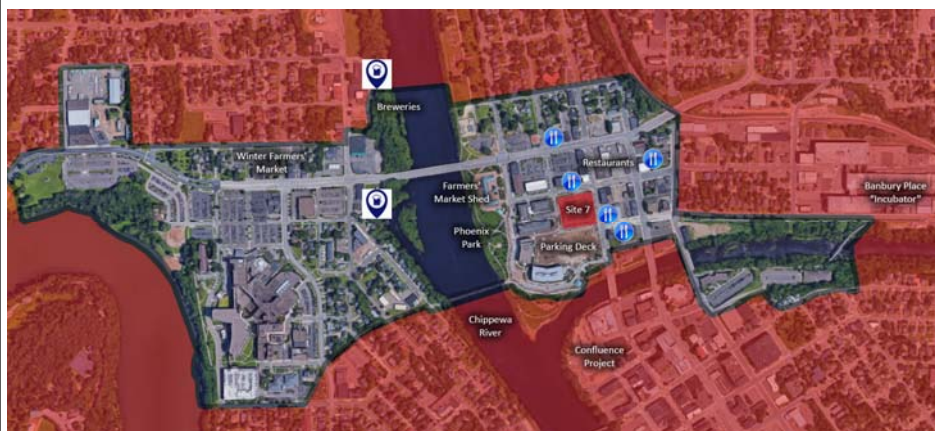 Breweries
Winter Farmers'
Market
Restaurants
Farmers'
Market Shed
Banbury Place
"Incubator"
Site 7
Phoenix
Park
Parking Deck
Chippewa
River
Confluence
Project